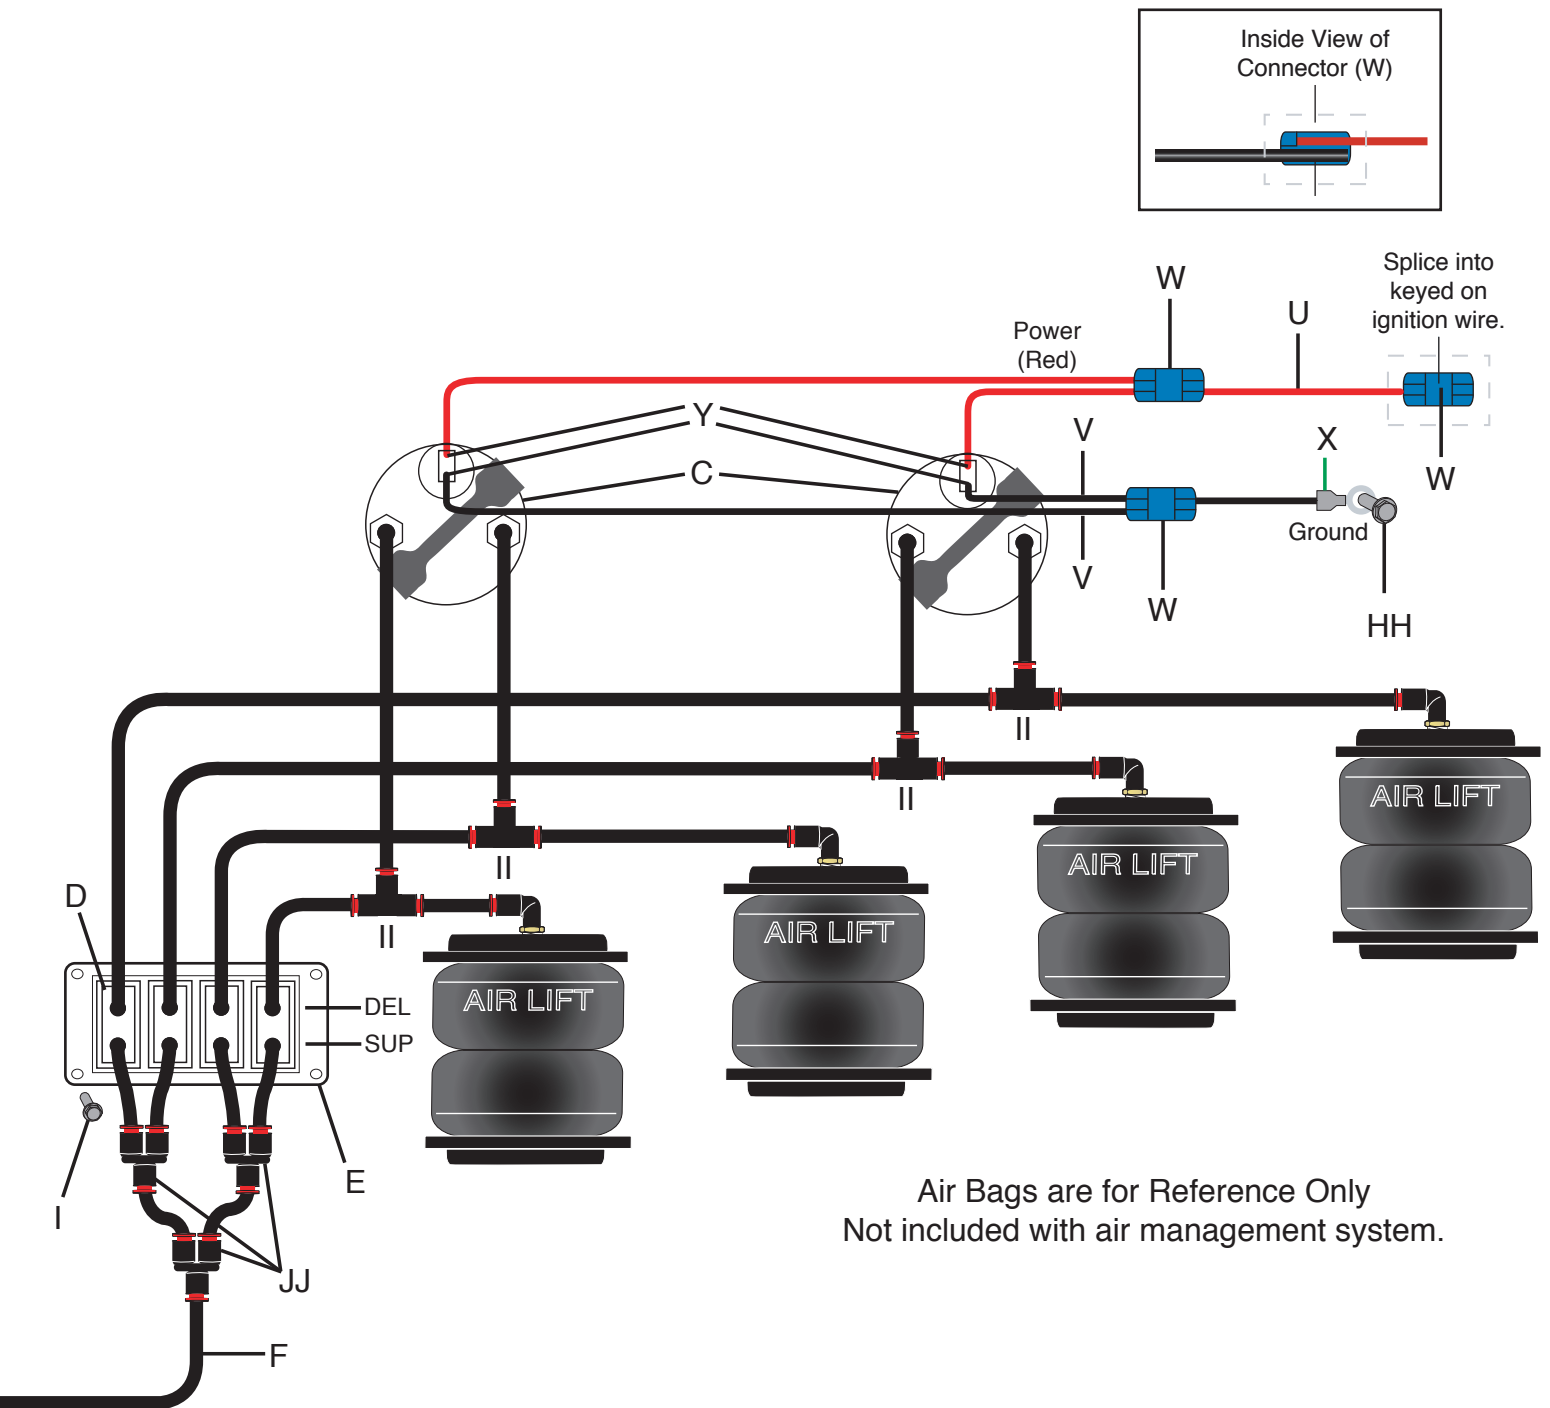 Inside View of
Connector (W)
Splice into
keyed on
ignition wire.
W
U
Power
(Red)
Y
V
X
W
C
Ground
V
W
HH
II
AIR LIFT
II
AIR LIFT
II
D
AIR LIFT
II
AIR LIFT
DEL
SUP
E
I
Air Bags are for Reference Only
Not included with air management system.
JJ
F